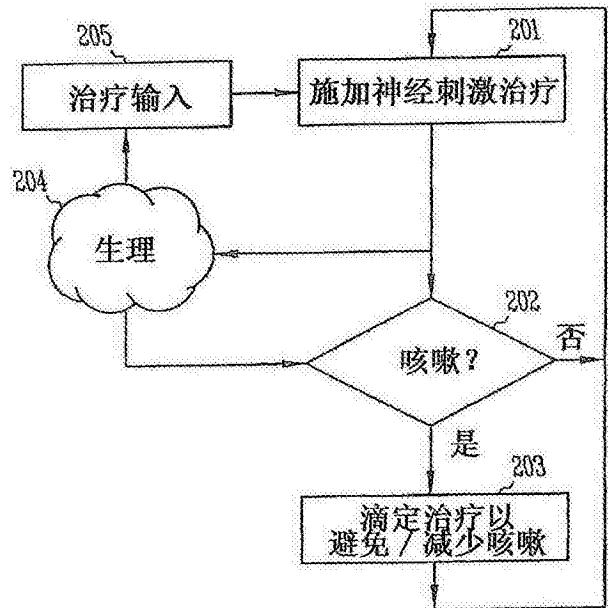 205
治疗输入
201
施加神经刺激治疗
204
生理
202
咳嗽?
否
是
203
滴定治疗以
避免/减少咳嗽